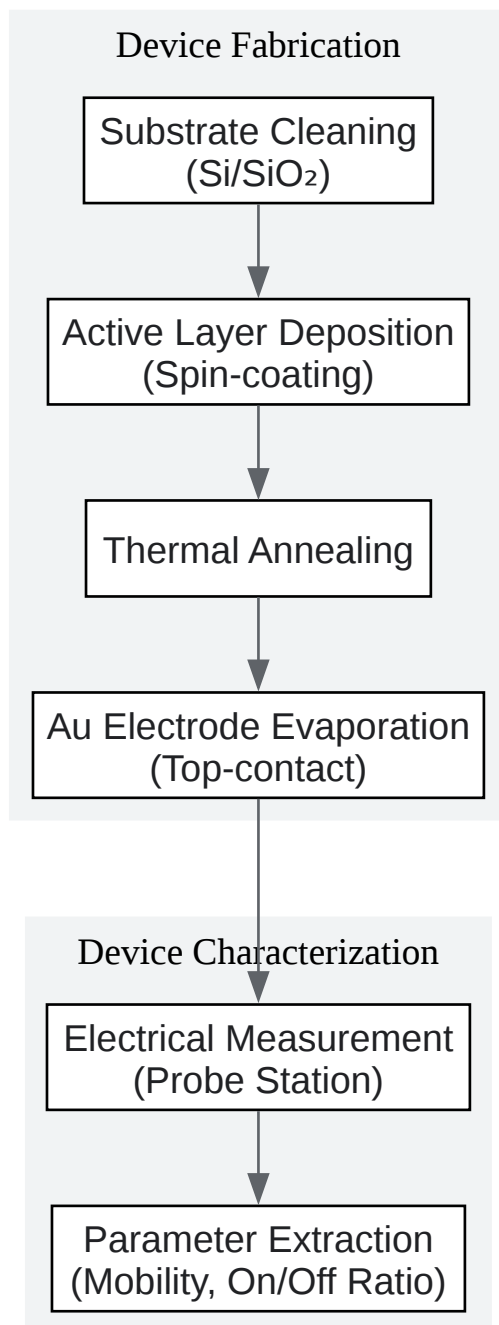 Device Fabrication
Substrate Cleaning
(Si/SiO₂)
Active Layer Deposition
(Spin-coating)
Thermal Annealing
Au Electrode Evaporation
(Top-contact)
Device Characterization
Electrical Measurement
(Probe Station)
Parameter Extraction
(Mobility, On/Off Ratio)